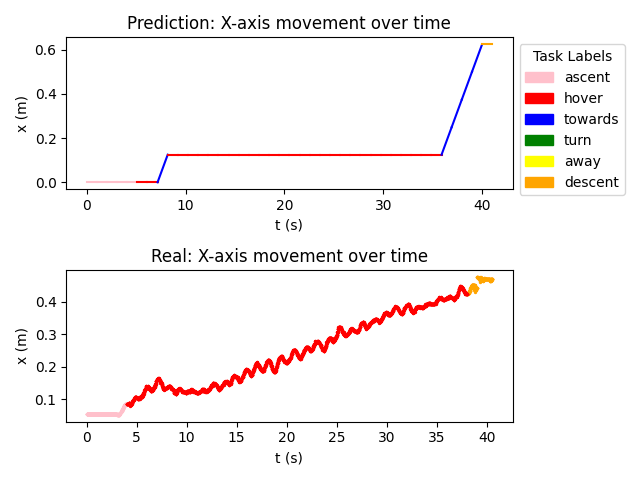 Prediction: X-axis movement over time
0.6
0.4
0.2
0.0
x (m)
0 10 20 30 40
t (s)
Task Labels
ascent
hover
towards
turn
away
descent
Real: X-axis movement over time
0.4
0.3
0.2
0.1
x (m)
0 5 10 15 20 25 30 35 40
t (s)